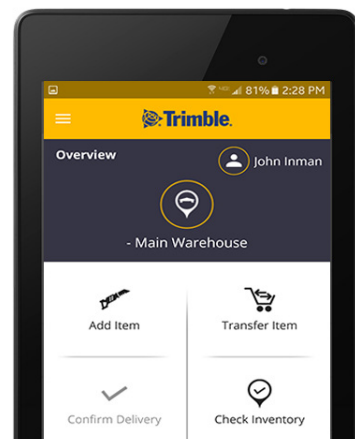 81% 2:28 PM
Trimble.
Overview
John Inman
- Main Warehouse
Add Item
Transfer Item
Confirm Delivery
Check Inventory